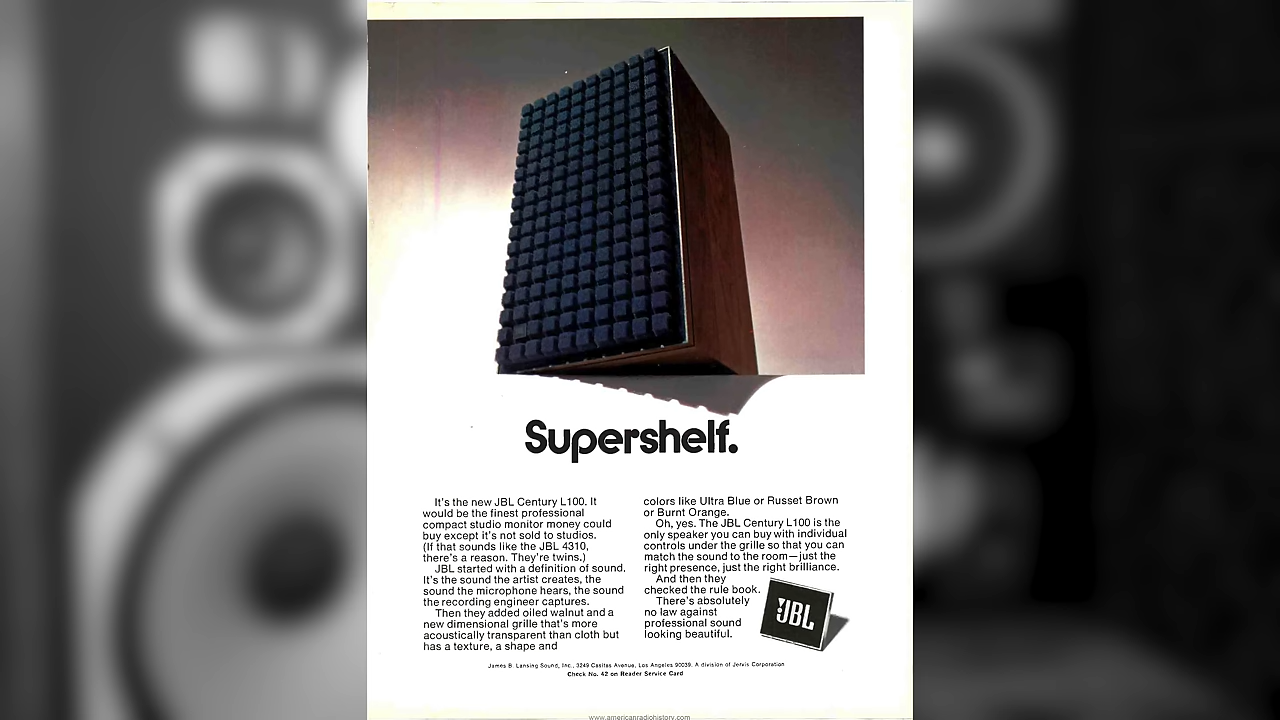 Supershelf.
It's the new JBL Century L100. It
would be the finest professional
compact studio monitor money could
buy except it's not sold to studios.
(If that sounds like the JBL 4310,
there's a reason. They're twins.)
JBL started with a definition of sound.
It's the sound the artist creates, the
sound the microphone hears, the sound
the recording engineer captures.
Then they added oiled walnut and a
new dimensional grille that's more
acoustically transparent than cloth but
has a texture, a shape and
colors like Ultra Blue or Russet Brown
or Burnt Orange.
Oh, yes. The JBL Century L100 is the
only speaker you can buy with individual
controls under the grille so that you can
match the sound to the room—just the
right presence, just the right brilliance.
And then they
checked the rule book.
There's absolutely
no law against
professional sound
looking beautiful.
JBL
James B. Lansing Sound, Inc., 3249 Casitas Avenue, Los Angeles 90039. A division of Jervis Corporation
Check No. 42 on Reader Service Card
www.americanradiohistory.com